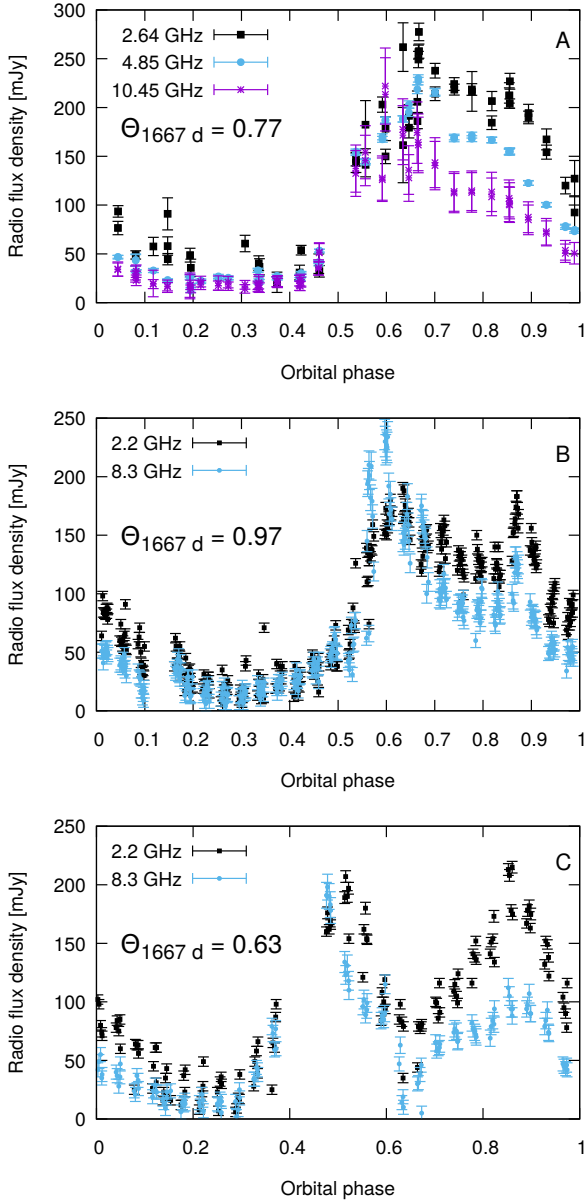 300
250
200
150
100
50
0
Radio flux density [mJy]
2.64 GHz
4.85 GHz
10.45 GHz
A
Θ1667 d = 0.77
0 0.1 0.2 0.3 0.4 0.5 0.6 0.7 0.8 0.9 1
Orbital phase
250
200
150
100
50
0
Radio flux density [mJy]
2.2 GHz
8.3 GHz
B
Θ1667 d = 0.97
0 0.1 0.2 0.3 0.4 0.5 0.6 0.7 0.8 0.9 1
Orbital phase
250
200
150
100
50
0
Radio flux density [mJy]
2.2 GHz
8.3 GHz
C
Θ1667 d = 0.63
0 0.2 0.4 0.6 0.8 1
Orbital phase